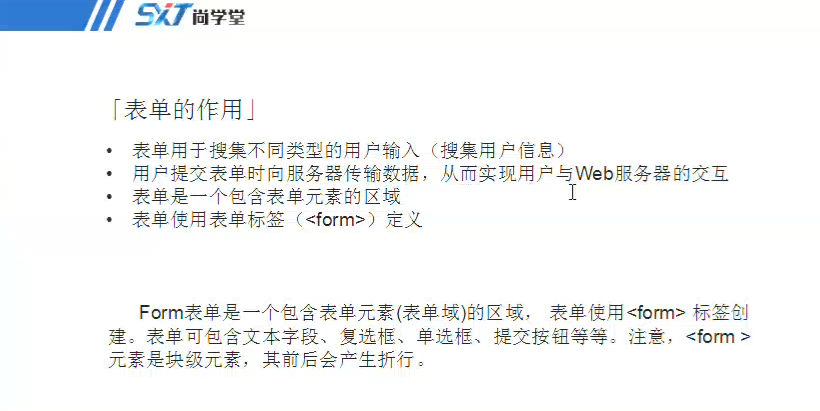 SXT尚学堂
「表单的作用」
• 表单用于搜集不同类型的用户输入（搜集用户信息）
• 用户提交表单时向服务器传输数据，从而实现用户与Web服务器的交互
• 表单是一个包含表单元素的区域
• 表单使用表单标签（<form>）定义
Form表单是一个包含表单元素(表单域)的区域， 表单使用<form> 标签创
建。表单可包含文本字段、复选框、单选框、提交按钮等等。注意，<form >
元素是块级元素，其前后会产生折行。